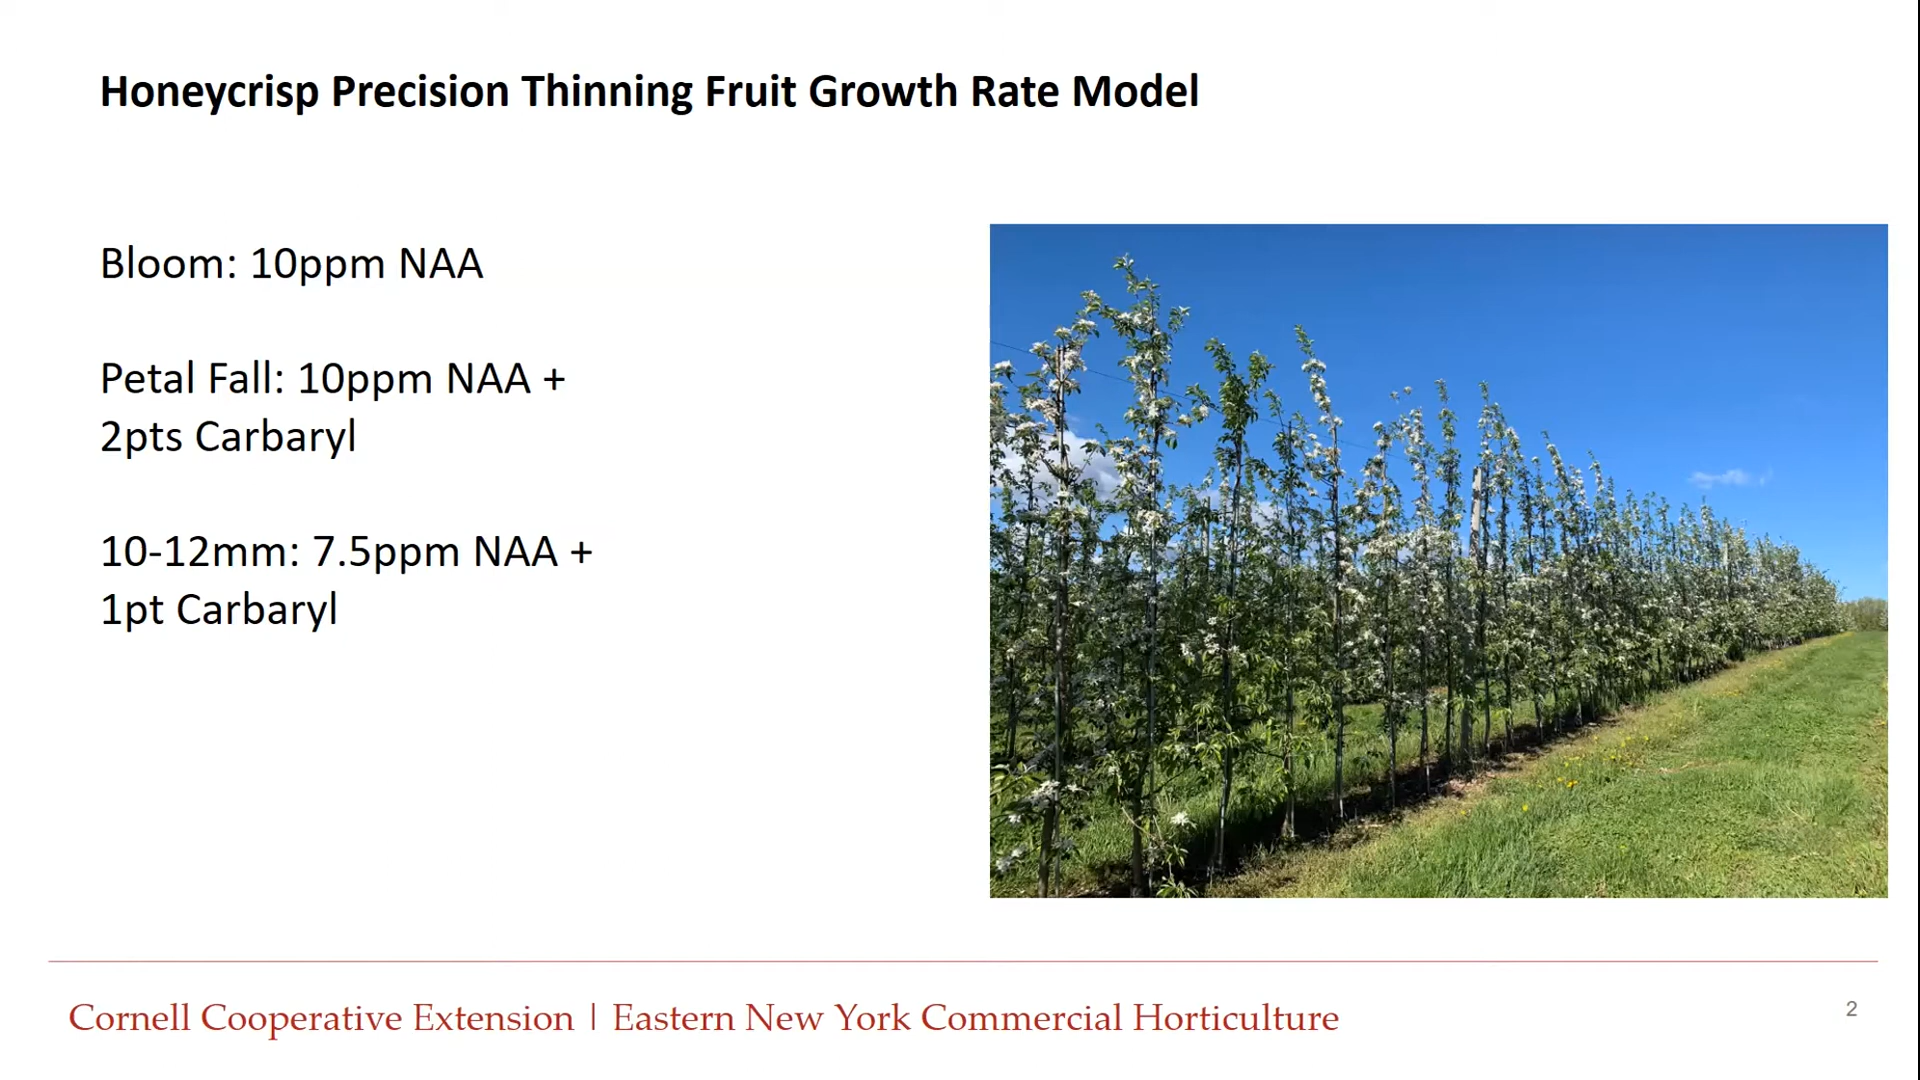 Honeycrisp Precision Thinning Fruit Growth Rate Model
Bloom: 10ppm NAA
Petal Fall: 10ppm NAA +
2pts Carbaryl
10-12mm: 7.5ppm NAA +
1pt Carbaryl
Cornell Cooperative Extension | Eastern New York Commercial Horticulture
2